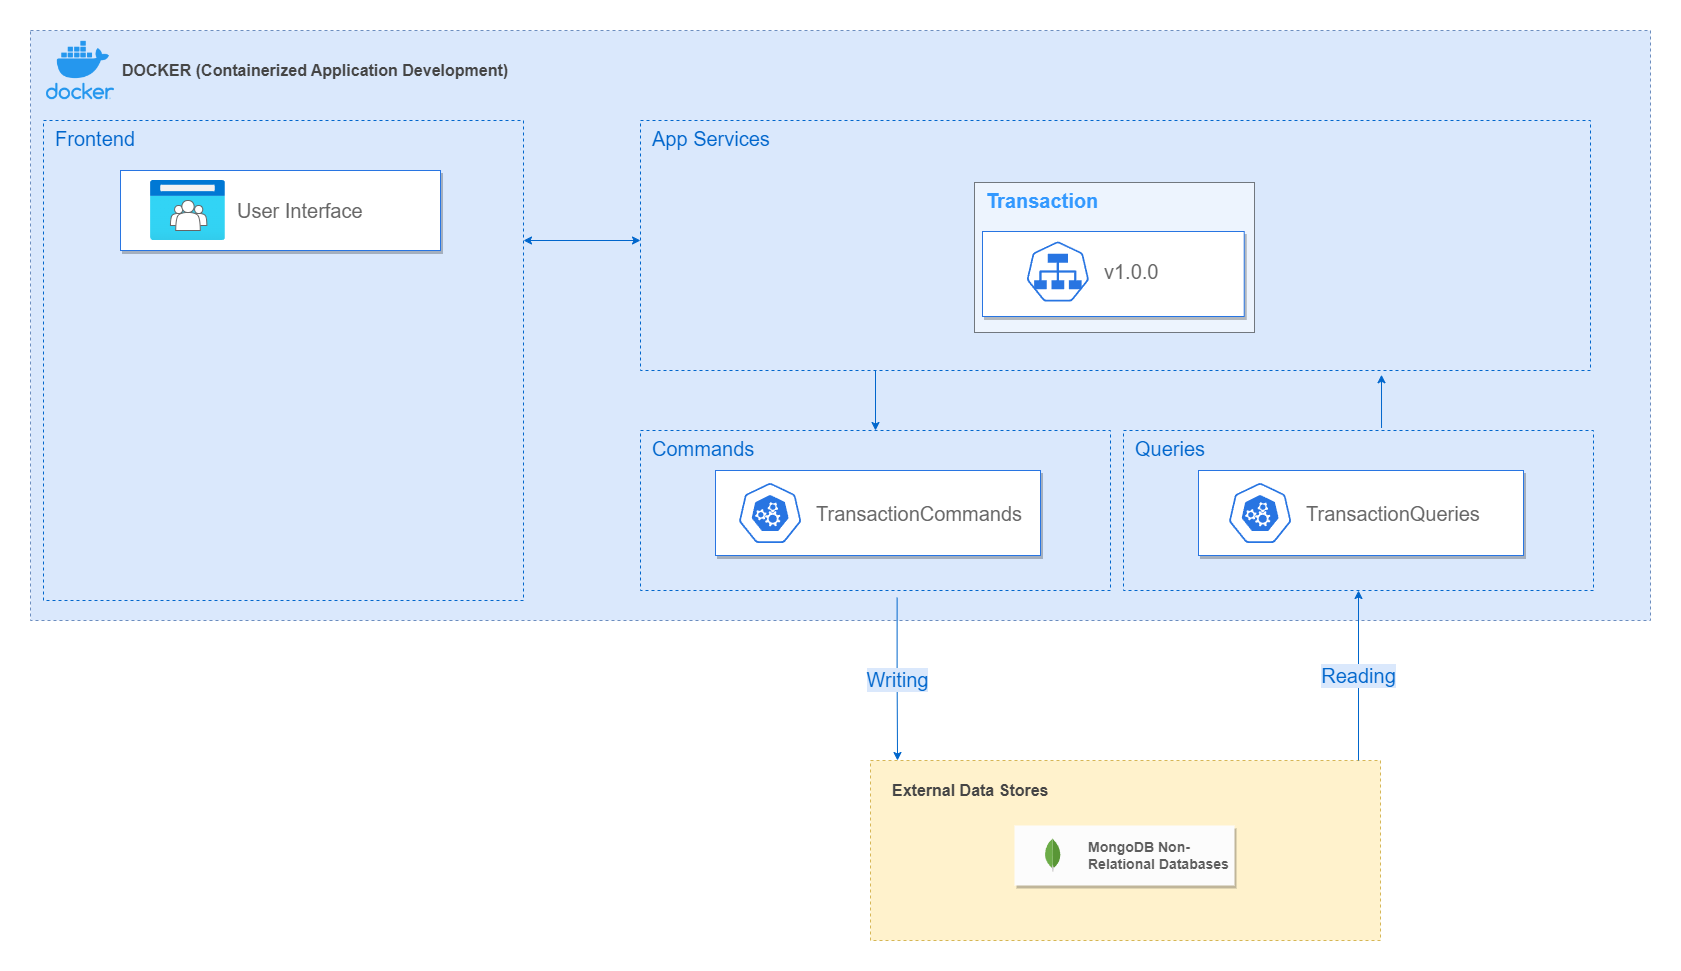 docker
DOCKER (Containerized Application Development)
Frontend
User Interface
App Services
Transaction
v1.0.0
Commands
TransactionCommands
Queries
TransactionQueries
Writing
Reading
External Data Stores
MongoDB Non-
Relational Databases